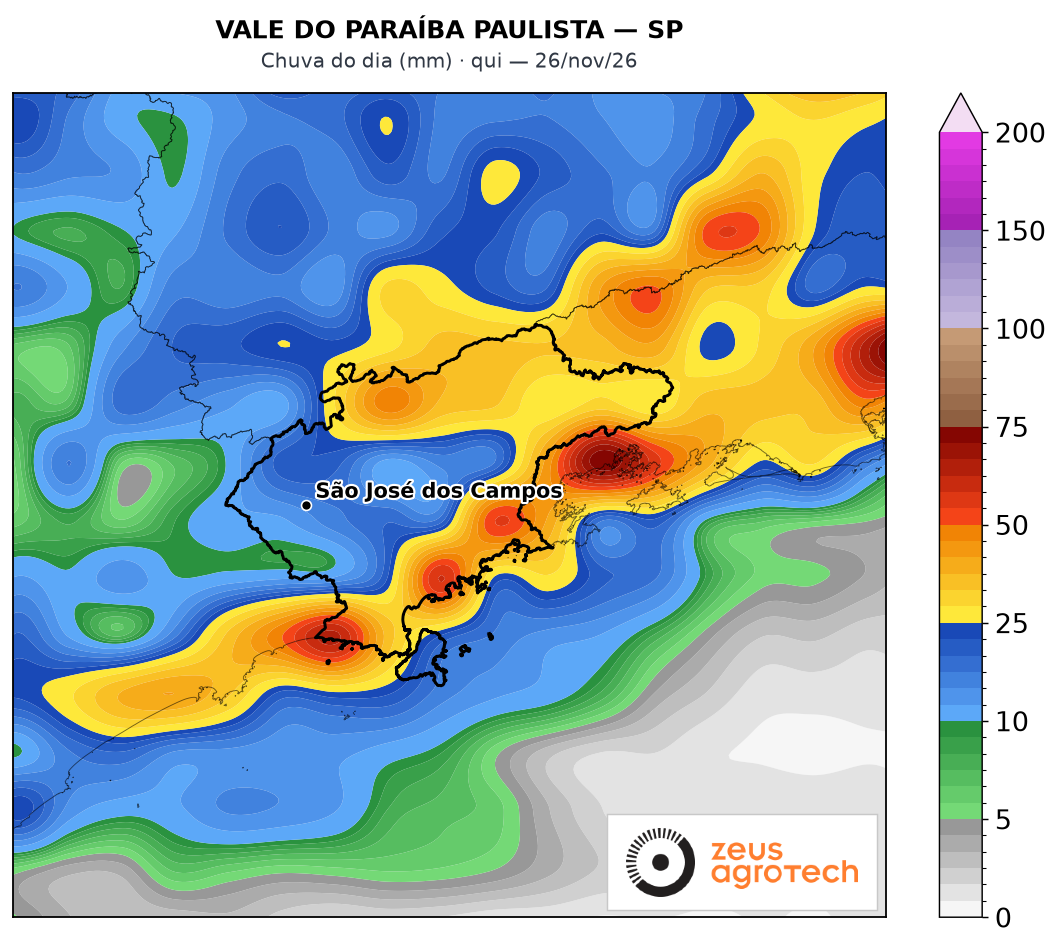 VALE DO PARAÍBA PAULISTA — SP
Chuva do dia (mm) · qui — 26/nov/26
200
150
100
75
50
25
10
5
0
São José dos Campos
zeus
agrotech